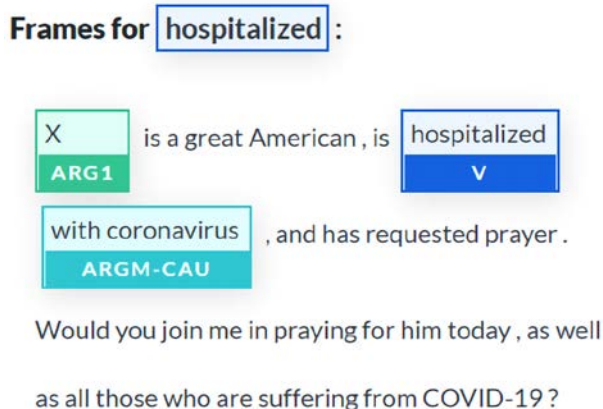 Frames for hospitalized :
X is a great American , is hospitalized
ARG1 V
with coronavirus , and has requested prayer .
ARGM-CAU
Would you join me in praying for him today , as well
as all those who are suffering from COVID-19 ?